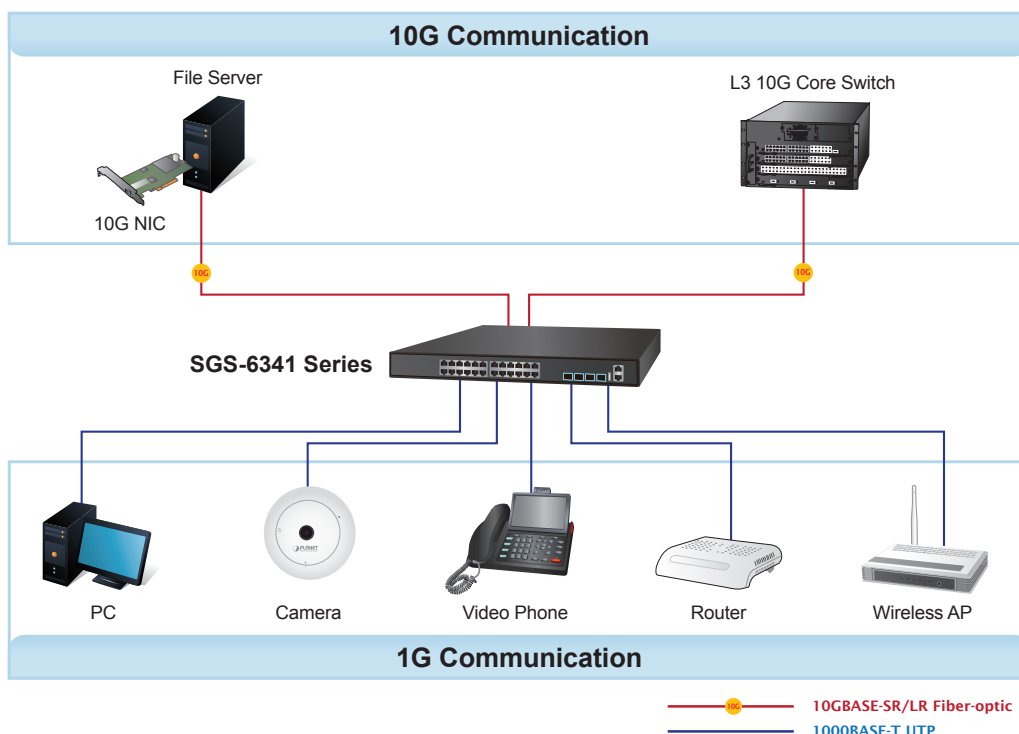 10G Communication
File Server
L3 10G Core Switch
10G NIC
10G
10G
SGS-6341 Series
PLANET
PC
Camera
Video Phone
Router
Wireless AP
1G Communication
10G
10GBASE-SR/LR Fiber-optic
1000BASE-T UTP